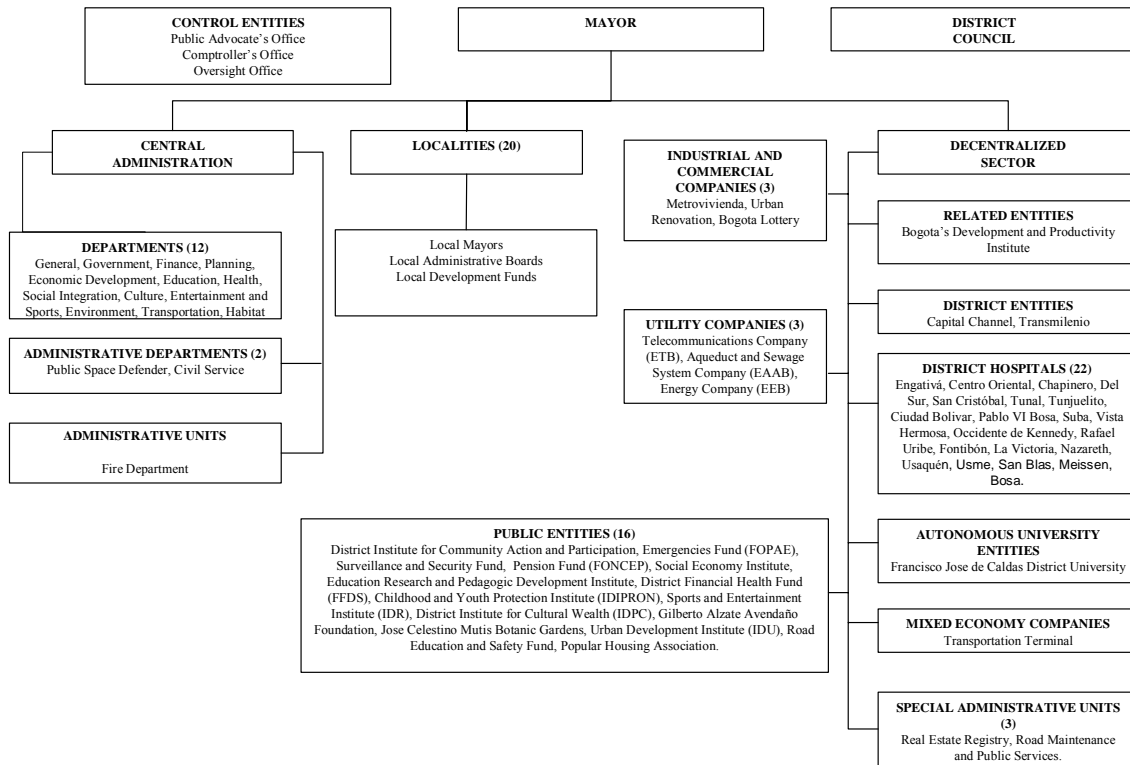 CONTROL ENTITIES
Public Advocate's Office
Comptroller's Office
Oversight Office
MAYOR
DISTRICT
COUNCIL
CENTRAL
ADMINISTRATION
LOCALITIES (20)
INDUSTRIAL AND
COMMERCIAL
COMPANIES (3)
Metrovivienda, Urban
Renovation, Bogota Lottery
DECENTRALIZED
SECTOR
RELATED ENTITIES
Bogota's Development and Productivity
Institute
DEPARTMENTS (12)
General, Government, Finance, Planning,
Economic Development, Education, Health,
Social Integration, Culture, Entertainment and
Sports, Environment, Transportation, Habitat
Local Mayors
Local Administrative Boards
Local Development Funds
DISTRICT ENTITIES
Capital Channel, Transmilenio
UTILITY COMPANIES (3)
Telecommunications Company
(ETB), Aqueduct and Sewage
System Company (EAAB),
Energy Company (EEB)
ADMINISTRATIVE DEPARTMENTS (2)
Public Space Defender, Civil Service
DISTRICT HOSPITALS (22)
Engativá, Centro Oriental, Chapinero, Del
Sur, San Cristóbal, Tunal, Tunjuelito,
Ciudad Bolivar, Pablo VI Bosa, Suba, Vista
Hermosa, Occidente de Kennedy, Rafael
Uribe, Fontibón, La Victoria, Nazareth,
Usaquén, Usme, San Blas, Meissen,
Bosa.
ADMINISTRATIVE UNITS
Fire Department
PUBLIC ENTITIES (16)
District Institute for Community Action and Participation, Emergencies Fund (FOPAE),
Surveillance and Security Fund, Pension Fund (FONCEP), Social Economy Institute,
Education Research and Pedagogic Development Institute, District Financial Health Fund
(FFDS), Childhood and Youth Protection Institute (IDIPRON), Sports and Entertainment
Institute (IDR), District Institute for Cultural Wealth (IDPC), Gilberto Alzate Avendaño
Foundation, Jose Celestino Mutis Botanic Gardens, Urban Development Institute (IDU), Road
Education and Safety Fund, Popular Housing Association.
AUTONOMOUS UNIVERSITY
ENTITIES
Francisco Jose de Caldas District University
MIXED ECONOMY COMPANIES
Transportation Terminal
SPECIAL ADMINISTRATIVE UNITS
(3)
Real Estate Registry, Road Maintenance
and Public Services.